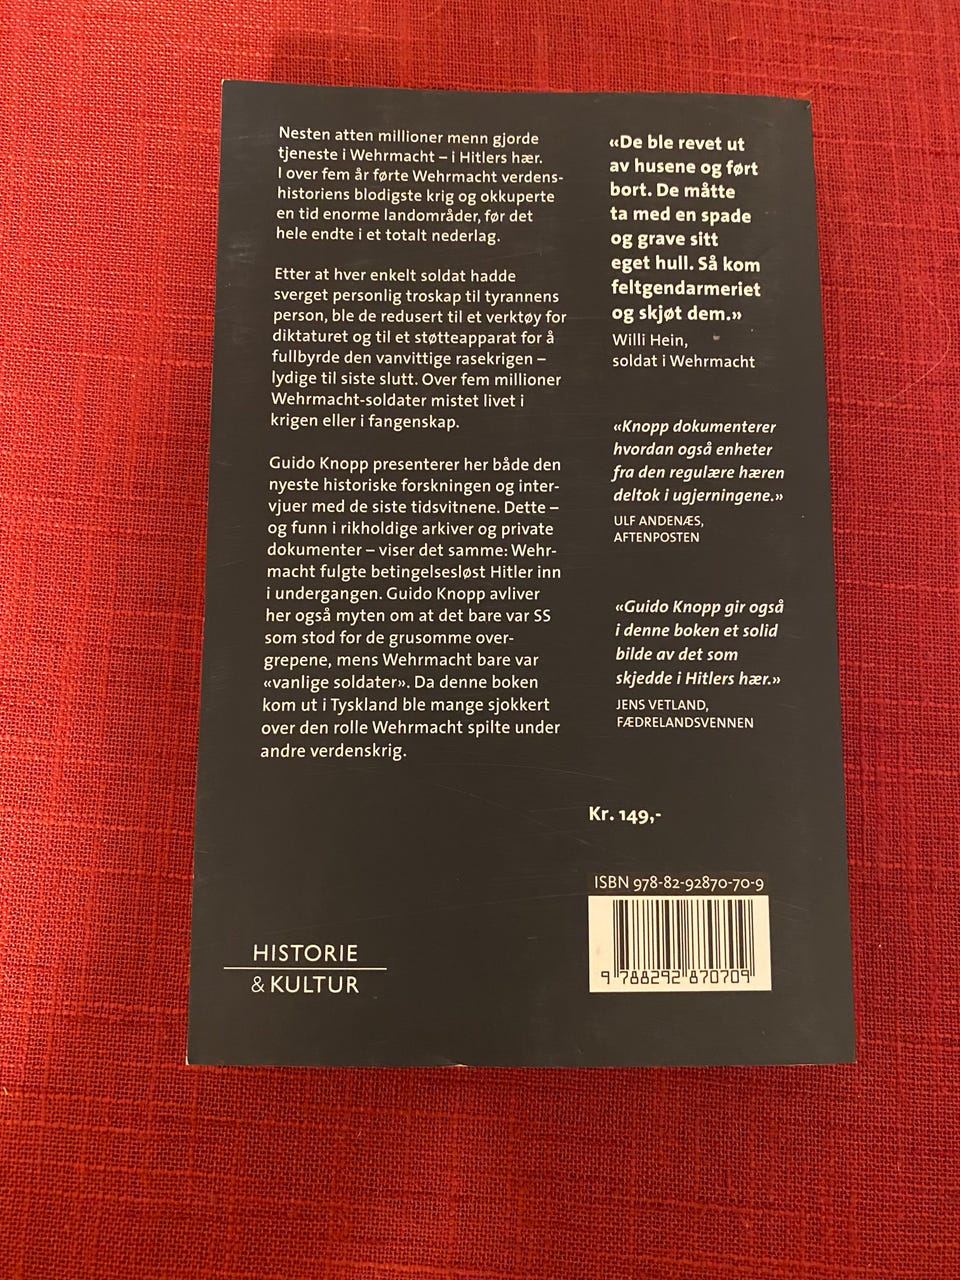 Nesten atten millioner menn gjorde
tjeneste i Wehrmacht – i Hitlers hær.
I over fem år førte Wehrmacht verdens-
historiens blodigste krig og okkuperte
en tid enorme landområder, før det
hele endte i et totalt nederlag.
Etter at hver enkelt soldat hadde
sverget personlig troskap til tyrannens
person, ble de redusert til et verktøy for
diktaturet og til et støtteapparat for å
fullbyrde den vanvittige rasekrigen –
lydige til siste slutt. Over fem millioner
Wehrmacht-soldater mistet livet i
krigen eller i fangenskap.
Guido Knopp presenterer her både den
nyeste historiske forskningen og inter-
vjuer med de siste tidsvitnene. Dette –
og funn i rikholdige arkiver og private
dokumenter – viser det samme: Wehr-
macht fulgte betingelsesløst Hitler inn
i undergangen. Guido Knopp avliver
her også myten om at det bare var SS
som stod for de grusomme over-
grepene, mens Wehrmacht bare var
«vanlige soldater». Da denne boken
kom ut i Tyskland ble mange sjokkert
over den rolle Wehrmacht spilte under
andre verdenskrig.
«De ble revet ut
av husene og ført
bort. De måtte
ta med en spade
og grave sitt
eget hull. Så kom
feltgendarmeriet
og skjøt dem.»
Willi Hein,
soldat i Wehrmacht
«Knopp dokumenterer
hvordan også enheter
fra den regulære hæren
deltok i ugjerningene.»
ULF ANDENÆS,
AFTENPOSTEN
«Guido Knopp gir også
i denne boken et solid
bilde av det som
skjedde i Hitlers hær.»
JENS VETLAND,
FÆDRELANDSVENNEN
Kr. 149,-
ISBN 978-82-92870-70-9
9 788292 870709
HISTORIE
& KULTUR